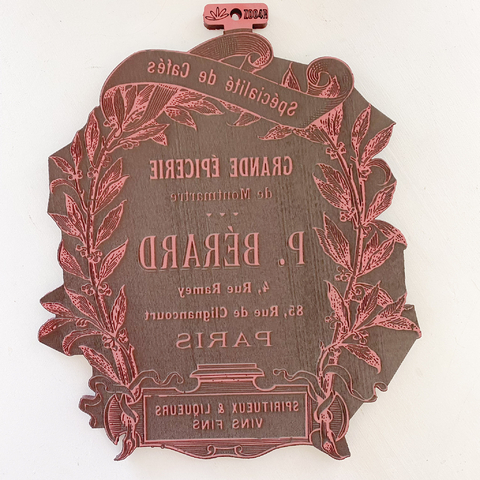 Spécialité de Cafés
GRANDE ÉPICERIE
de Montmartre
P. BÉRARD
4, Rue Ramey
85, Rue de Clignancourt
PARIS
SPIRITUEUX & LIQUEURS
VINS FINS